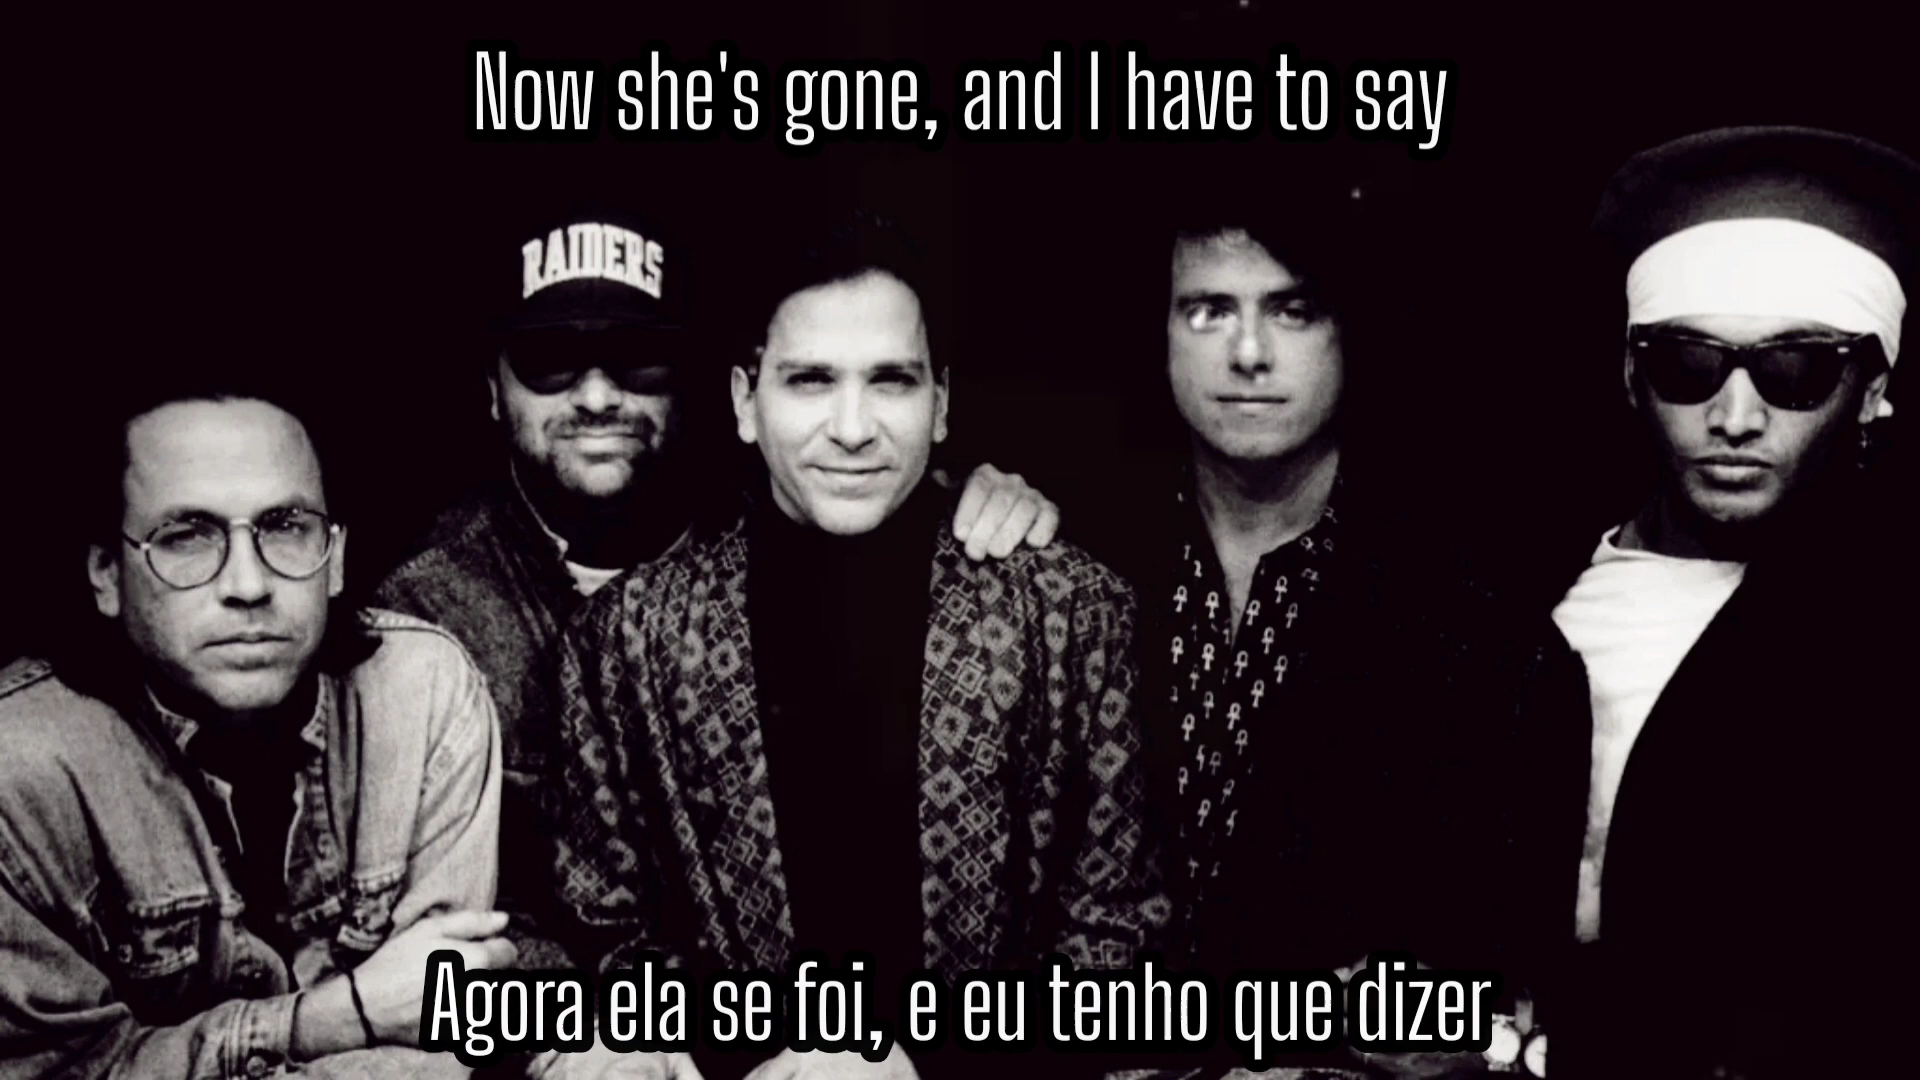 Now she's gone, and I have to say
RAIDERS
Agora ela se foi, e eu tenho que dizer